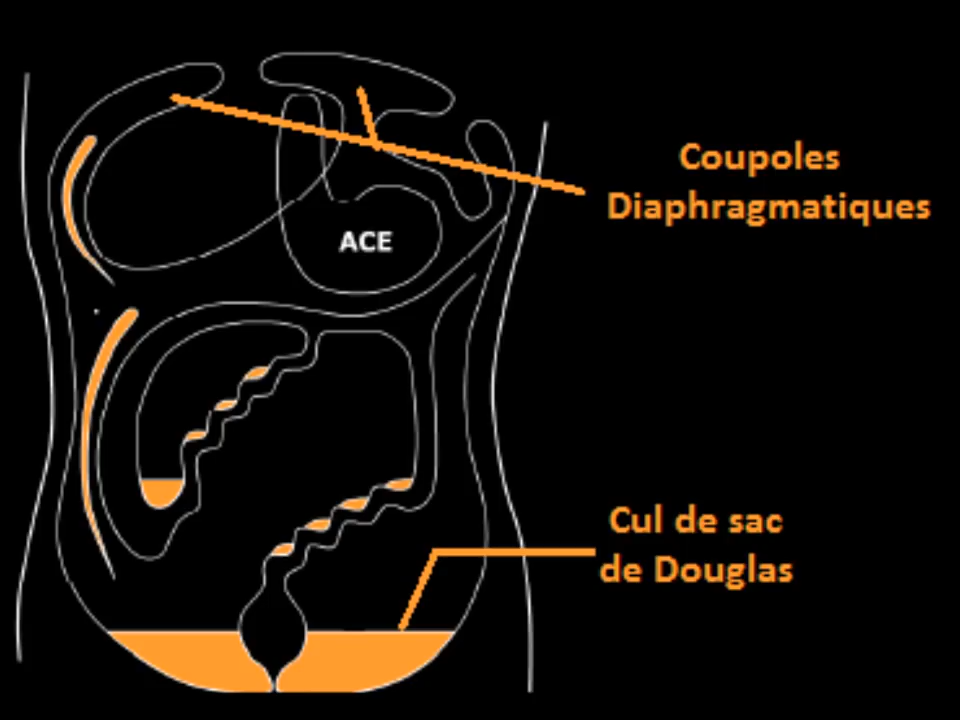 Coupoles
Diaphragmatiques
ACE
Cul de sac
de Douglas